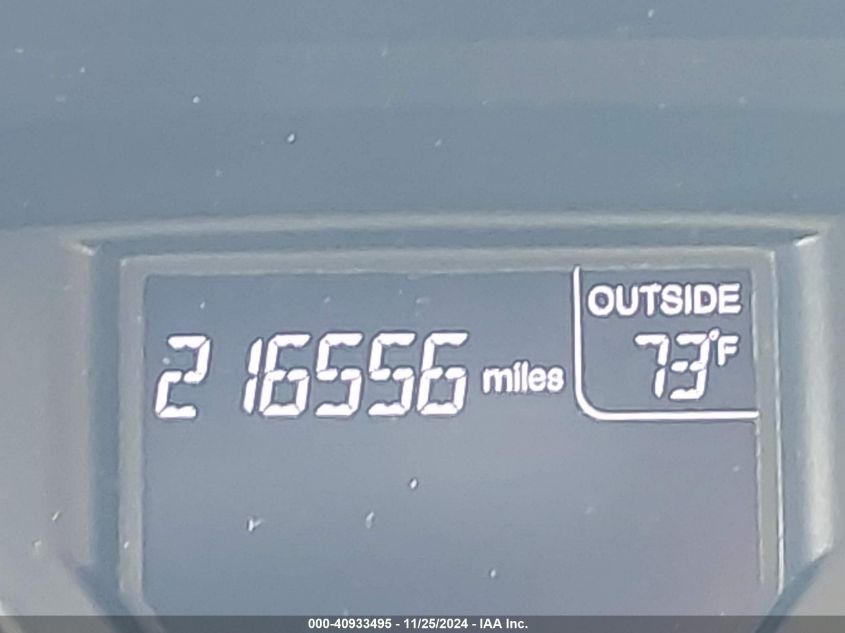 OUTSIDE
216556 miles 73°F
000-40933495 - 11/25/2024 - IAA Inc.